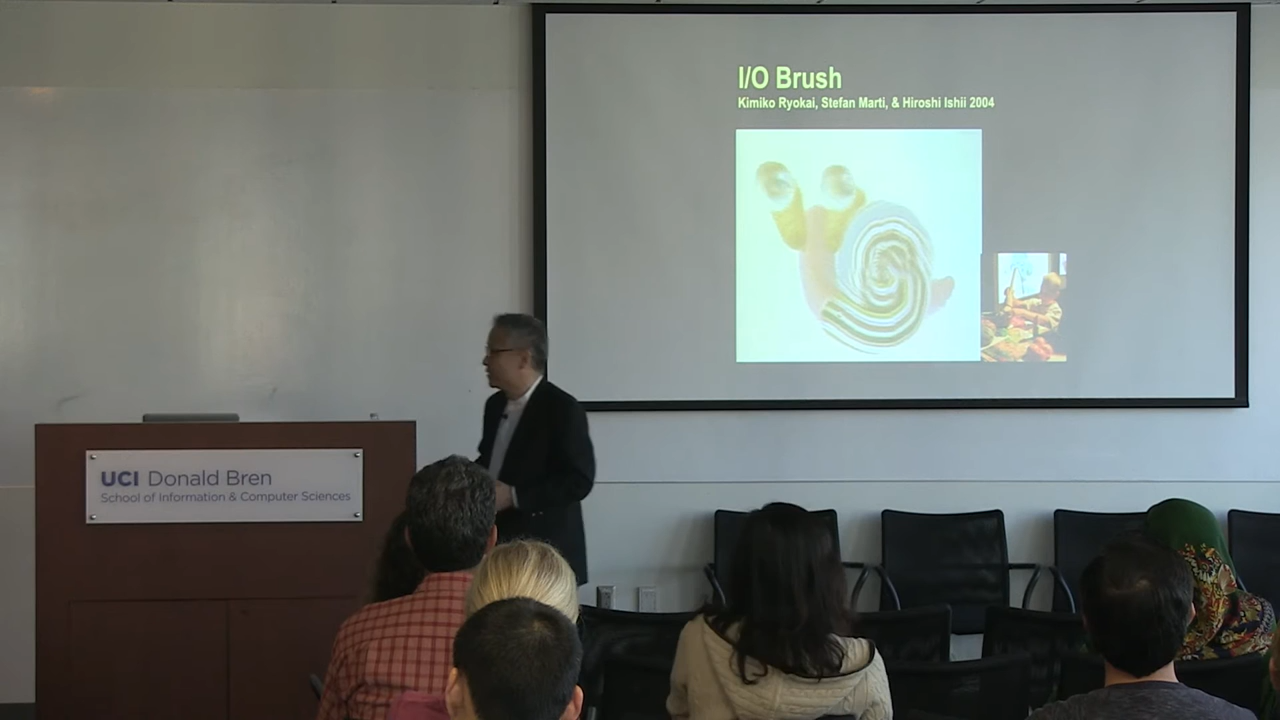 I/O Brush
Kimiko Ryokai, Stefan Marti, & Hiroshi Ishii 2004
UCI Donald Bren
School of Information & Computer Sciences